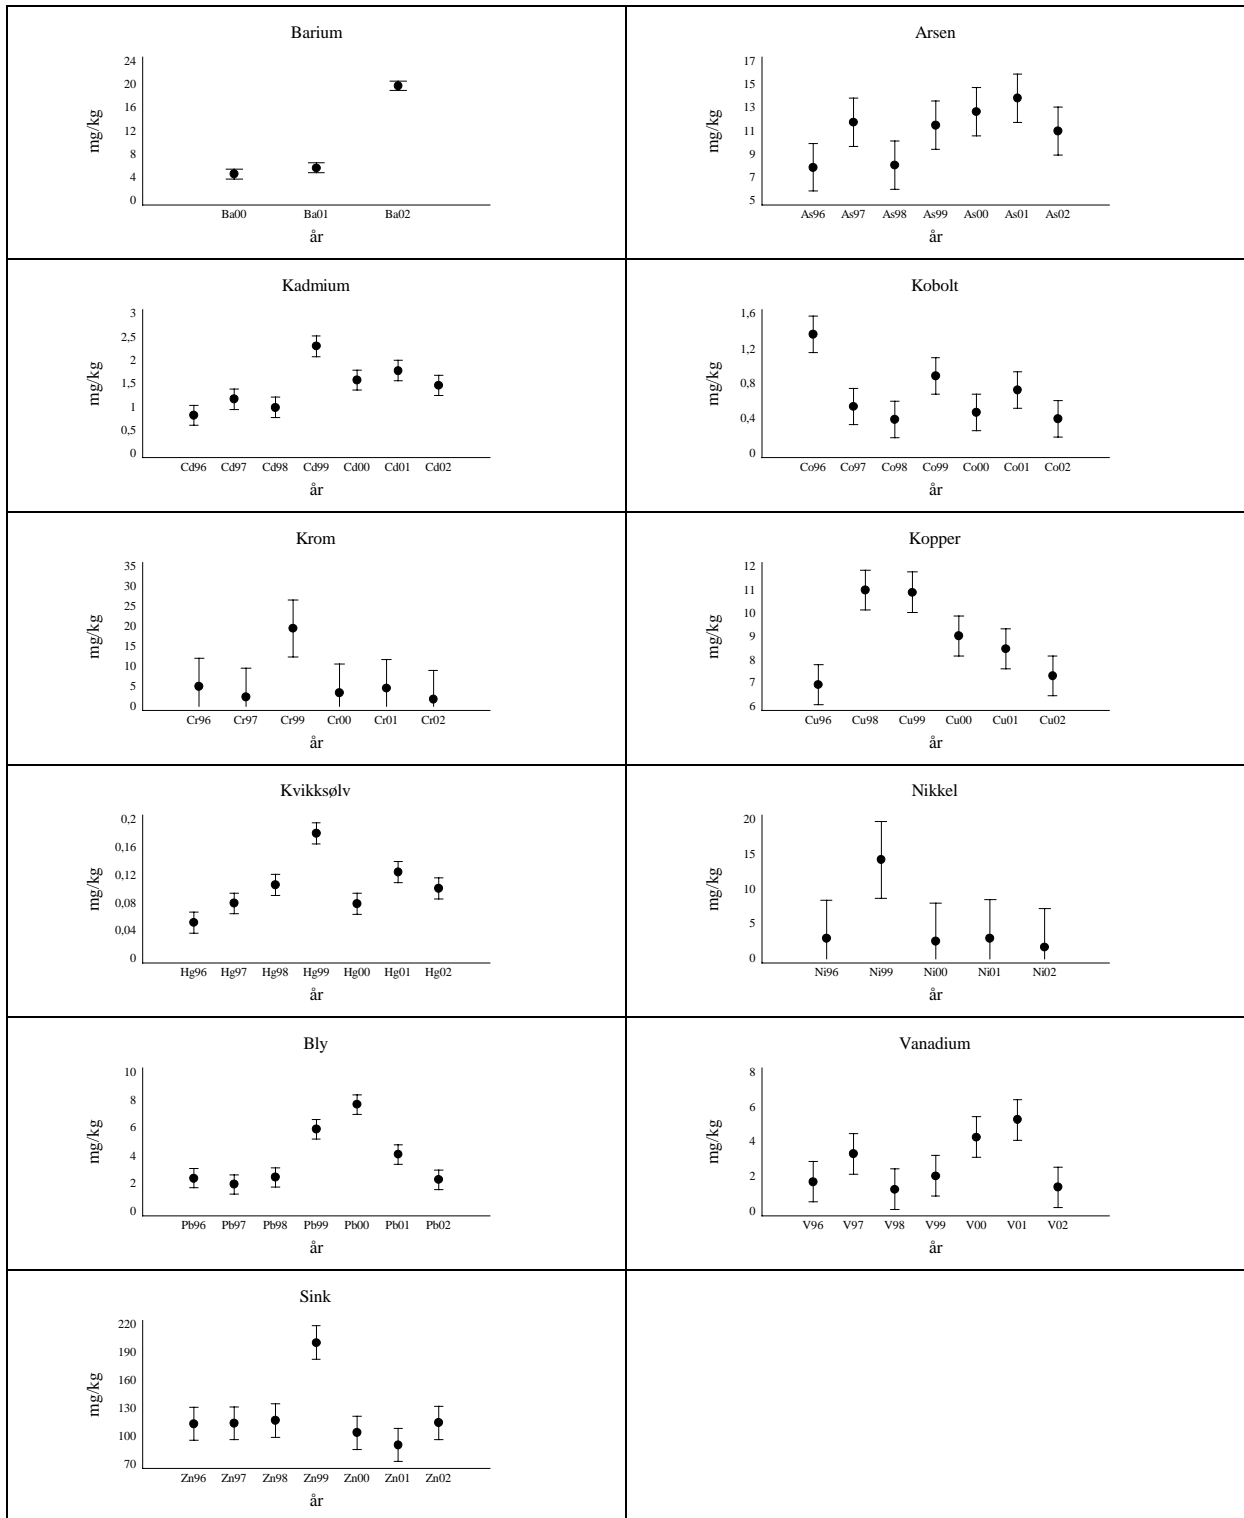 Barium
24
20
16
12
8
4
0
mg/kg
Ba00 Ba01 Ba02
år
Arsen
17
15
13
11
9
7
5
mg/kg
As96 As97 As98 As99 As00 As01 As02
år
Kadmium
3
2,5
2
1,5
1
0,5
0
mg/kg
Cd96 Cd97 Cd98 Cd99 Cd00 Cd01 Cd02
år
Kobolt
1,6
1,2
0,8
0,4
0
mg/kg
Co96 Co97 Co98 Co99 Co00 Co01 Co02
år
Krom
35
30
25
20
15
10
5
0
mg/kg
Cr96 Cr97 Cr99 Cr00 Cr01 Cr02
år
Kopper
12
11
10
9
8
7
6
mg/kg
Cu96 Cu98 Cu99 Cu00 Cu01 Cu02
år
Kvikksølv
0,2
0,16
0,12
0,08
0,04
0
mg/kg
Hg96 Hg97 Hg98 Hg99 Hg00 Hg01 Hg02
år
Nikkel
20
15
10
5
0
mg/kg
Ni96 Ni99 Ni00 Ni01 Ni02
år
Bly
10
8
6
4
2
0
mg/kg
Pb96 Pb97 Pb98 Pb99 Pb00 Pb01 Pb02
år
Vanadium
8
6
4
2
0
mg/kg
V96 V97 V98 V99 V00 V01 V02
år
Sink
220
190
160
130
100
70
mg/kg
Zn96 Zn97 Zn98 Zn99 Zn00 Zn01 Zn02
år